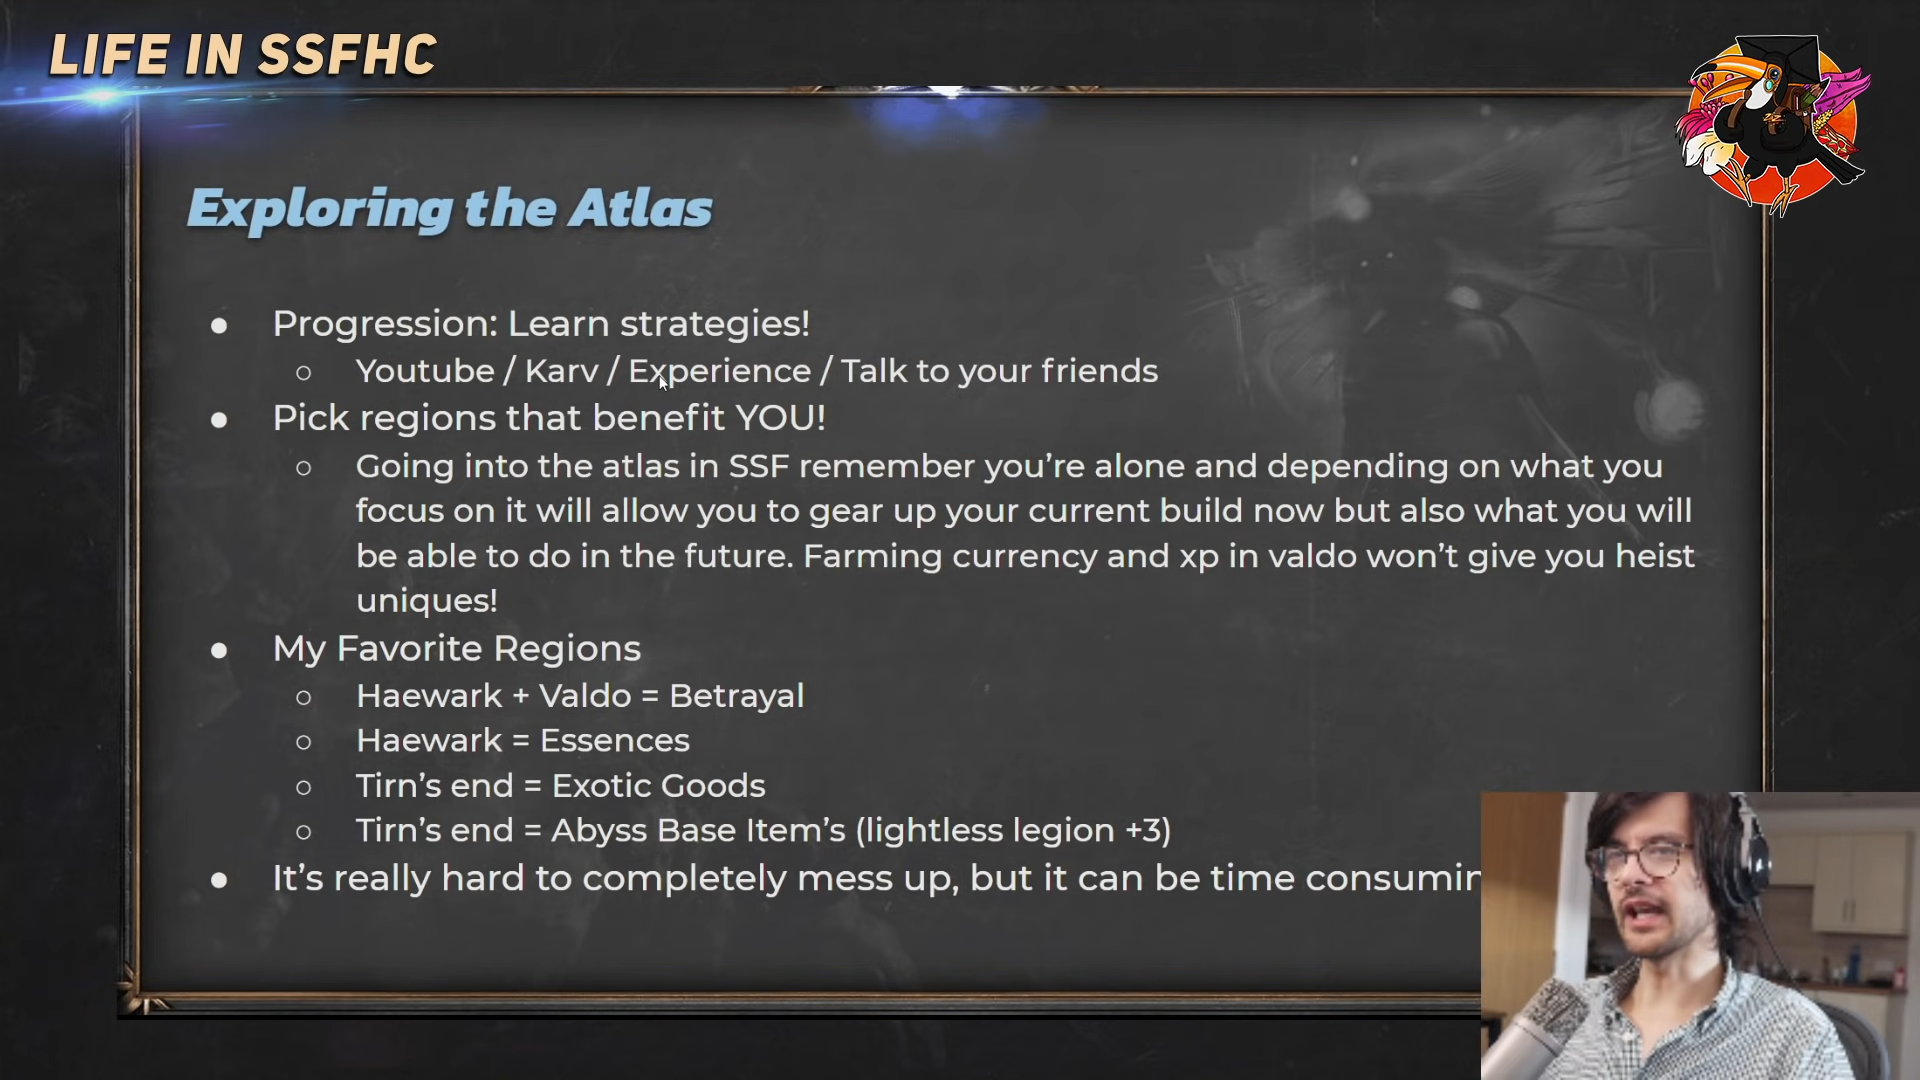 LIFE IN SSFHC
Exploring the Atlas
● Progression: Learn strategies!
○ Youtube / Karv / Experience / Talk to your friends
● Pick regions that benefit YOU!
○ Going into the atlas in SSF remember you’re alone and depending on what you
focus on it will allow you to gear up your current build now but also what you will
be able to do in the future. Farming currency and xp in valdo won’t give you heist
uniques!
● My Favorite Regions
○ Haewark + Valdo = Betrayal
○ Haewark = Essences
○ Tirn’s end = Exotic Goods
○ Tirn’s end = Abyss Base Item’s (lightless legion +3)
● It’s really hard to completely mess up, but it can be time